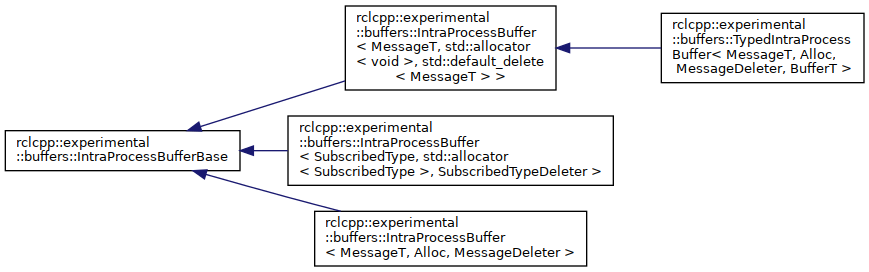 rclcpp::experimental
::buffers::IntraProcessBuffer
< MessageT, std::allocator
< void >, std::default_delete
< MessageT > >
rclcpp::experimental
::buffers::TypedIntraProcess
Buffer< MessageT, Alloc,
MessageDeleter, BufferT >
rclcpp::experimental
::buffers::IntraProcessBufferBase
rclcpp::experimental
::buffers::IntraProcessBuffer
< SubscribedType, std::allocator
< SubscribedType >, SubscribedTypeDeleter >
rclcpp::experimental
::buffers::IntraProcessBuffer
< MessageT, Alloc, MessageDeleter >